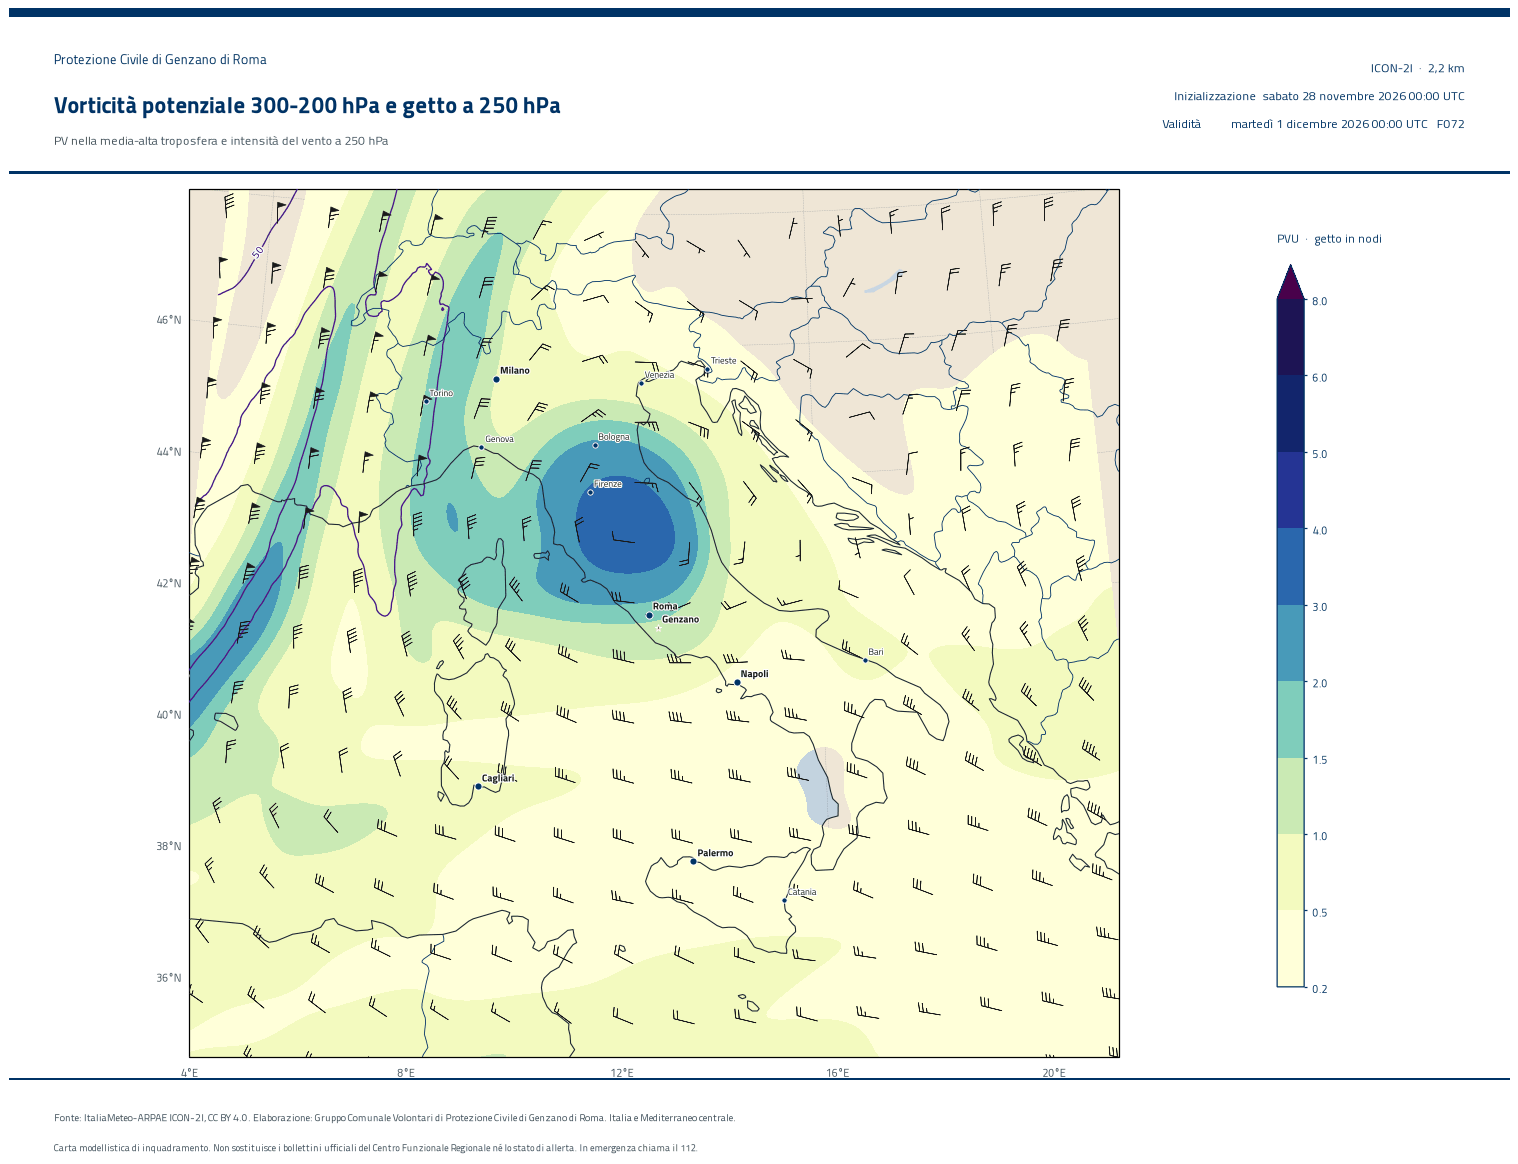 Protezione Civile di Genzano di Roma
Vorticità potenziale 300-200 hPa e getto a 250 hPa
PV nella media-alta troposfera e intensità del vento a 250 hPa
ICON-2I · 2,2 km
Inizializzazione sabato 28 novembre 2026 00:00 UTC
Validità martedì 1 dicembre 2026 00:00 UTC F072
PVU · getto in nodi
8.0
6.0
5.0
4.0
3.0
2.0
1.5
1.0
0.5
0.2
50
46°N
44°N
42°N
40°N
38°N
36°N
4°E
8°E
12°E
16°E
20°E
Milano
Torino
Venezia
Trieste
Genova
Bologna
Firenze
Roma
Genzano
Napoli
Bari
Cagliari
Palermo
Catania
Fonte: ItaliaMeteo-ARPAE ICON-2I, CC BY 4.0. Elaborazione: Gruppo Comunale Volontari di Protezione Civile di Genzano di Roma. Italia e Mediterraneo centrale.
Carta modellistica di inquadramento. Non sostituisce i bollettini ufficiali del Centro Funzionale Regionale né lo stato di allerta. In emergenza chiama il 112.